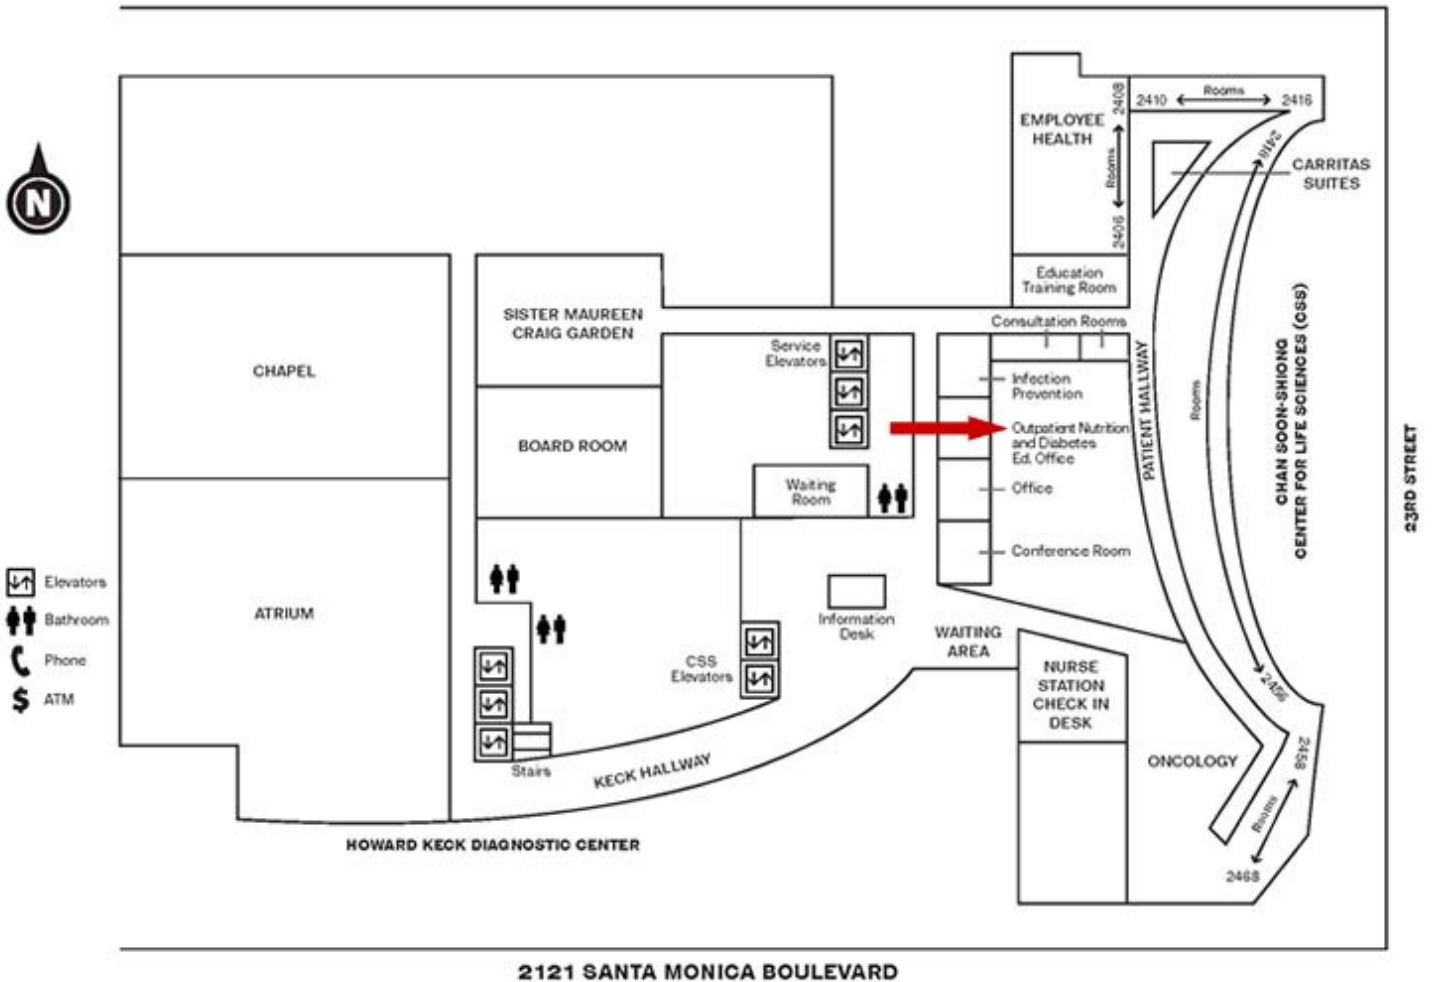 2408
2410
Rooms
2416
EMPLOYEE
HEALTH
Rooms
2418
CARRITAS
SUITES
N
2406
Education
Training Room
SISTER MAUREEN
CRAIG GARDEN
Consultation Rooms
Service
Elevators
CHAPEL
Infection
Prevention
PATIENT HALLWAY
Rooms
CHAN SOON-SHIONG
CENTER FOR LIFE SCIENCES (CSS)
23RD STREET
BOARD ROOM
Outpatient Nutrition
and Diabetes
Ed. Office
Waiting
Room
Office
Conference Room
Elevators
Bathroom
Phone
$ ATM
ATRIUM
Information
Desk
WAITING
AREA
CSS
Elevators
NURSE
STATION
CHECK IN
DESK
2456
Stairs
KECK HALLWAY
ONCOLOGY
2458
Rooms
2468
HOWARD KECK DIAGNOSTIC CENTER
2121 SANTA MONICA BOULEVARD